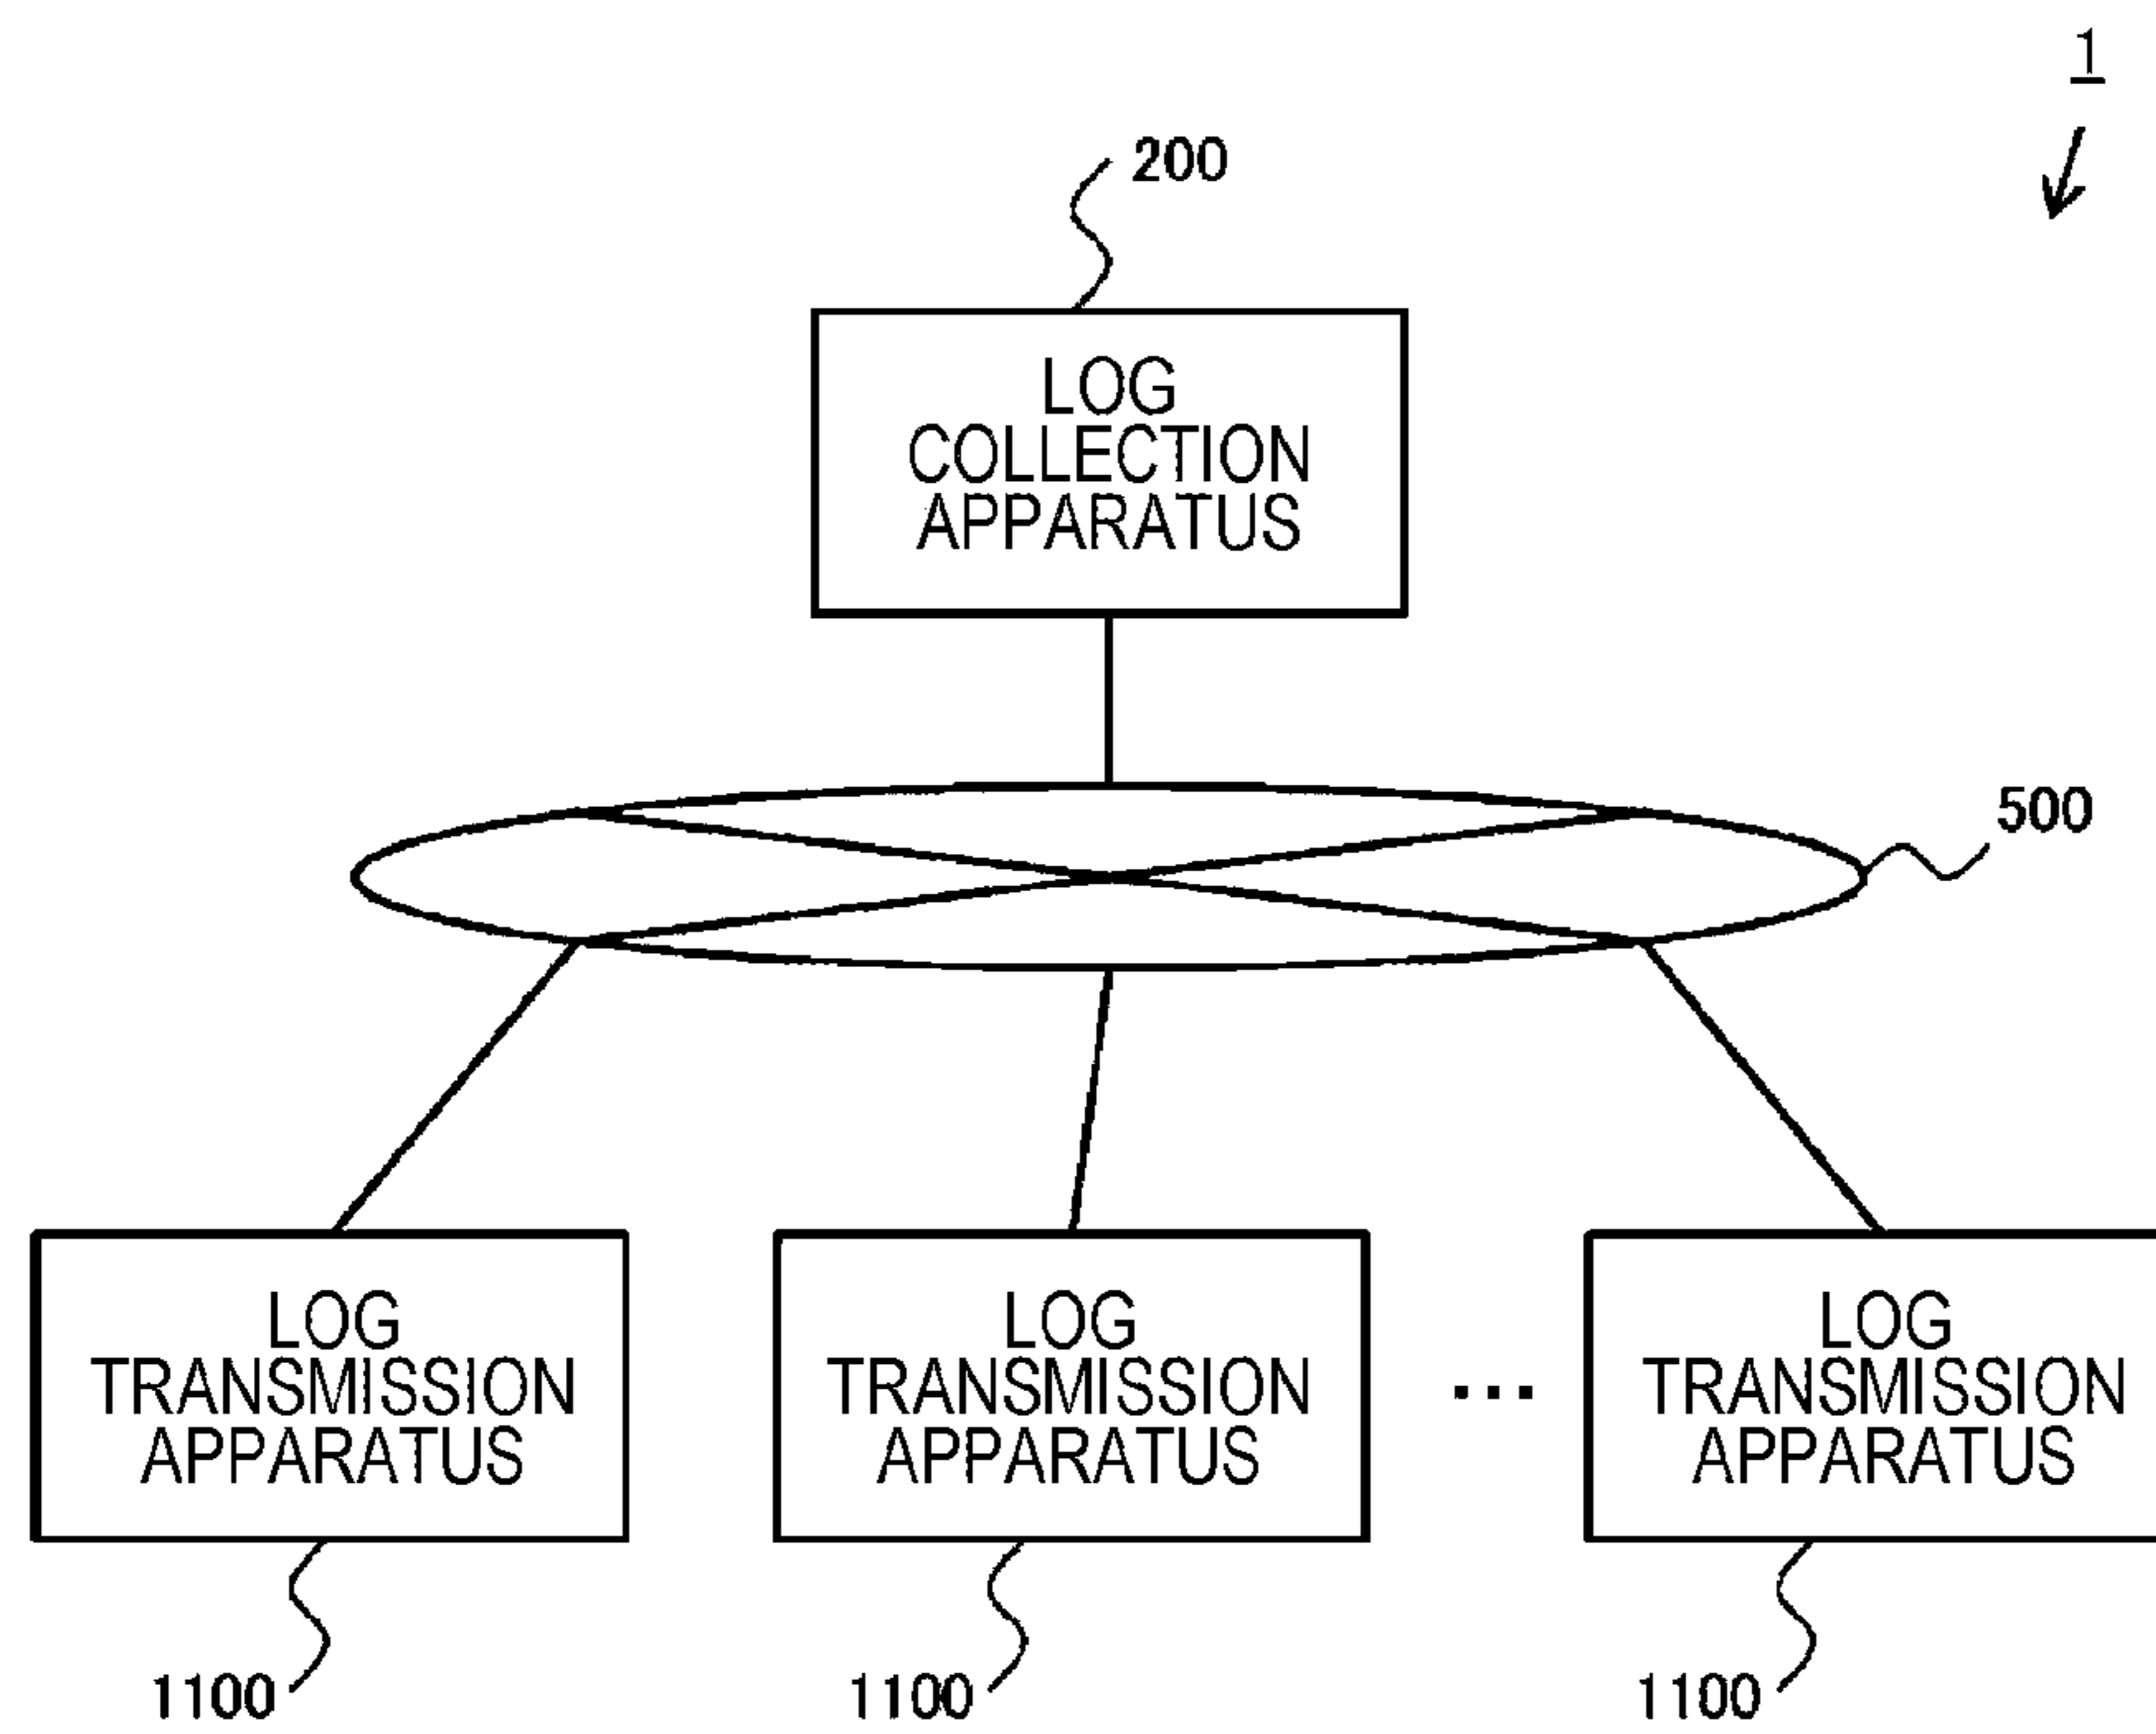 1
200
LOG
COLLECTION
APPARATUS
500
LOG
TRANSMISSION
APPARATUS
LOG
TRANSMISSION
APPARATUS
...
LOG
TRANSMISSION
APPARATUS
1100
1100
1100